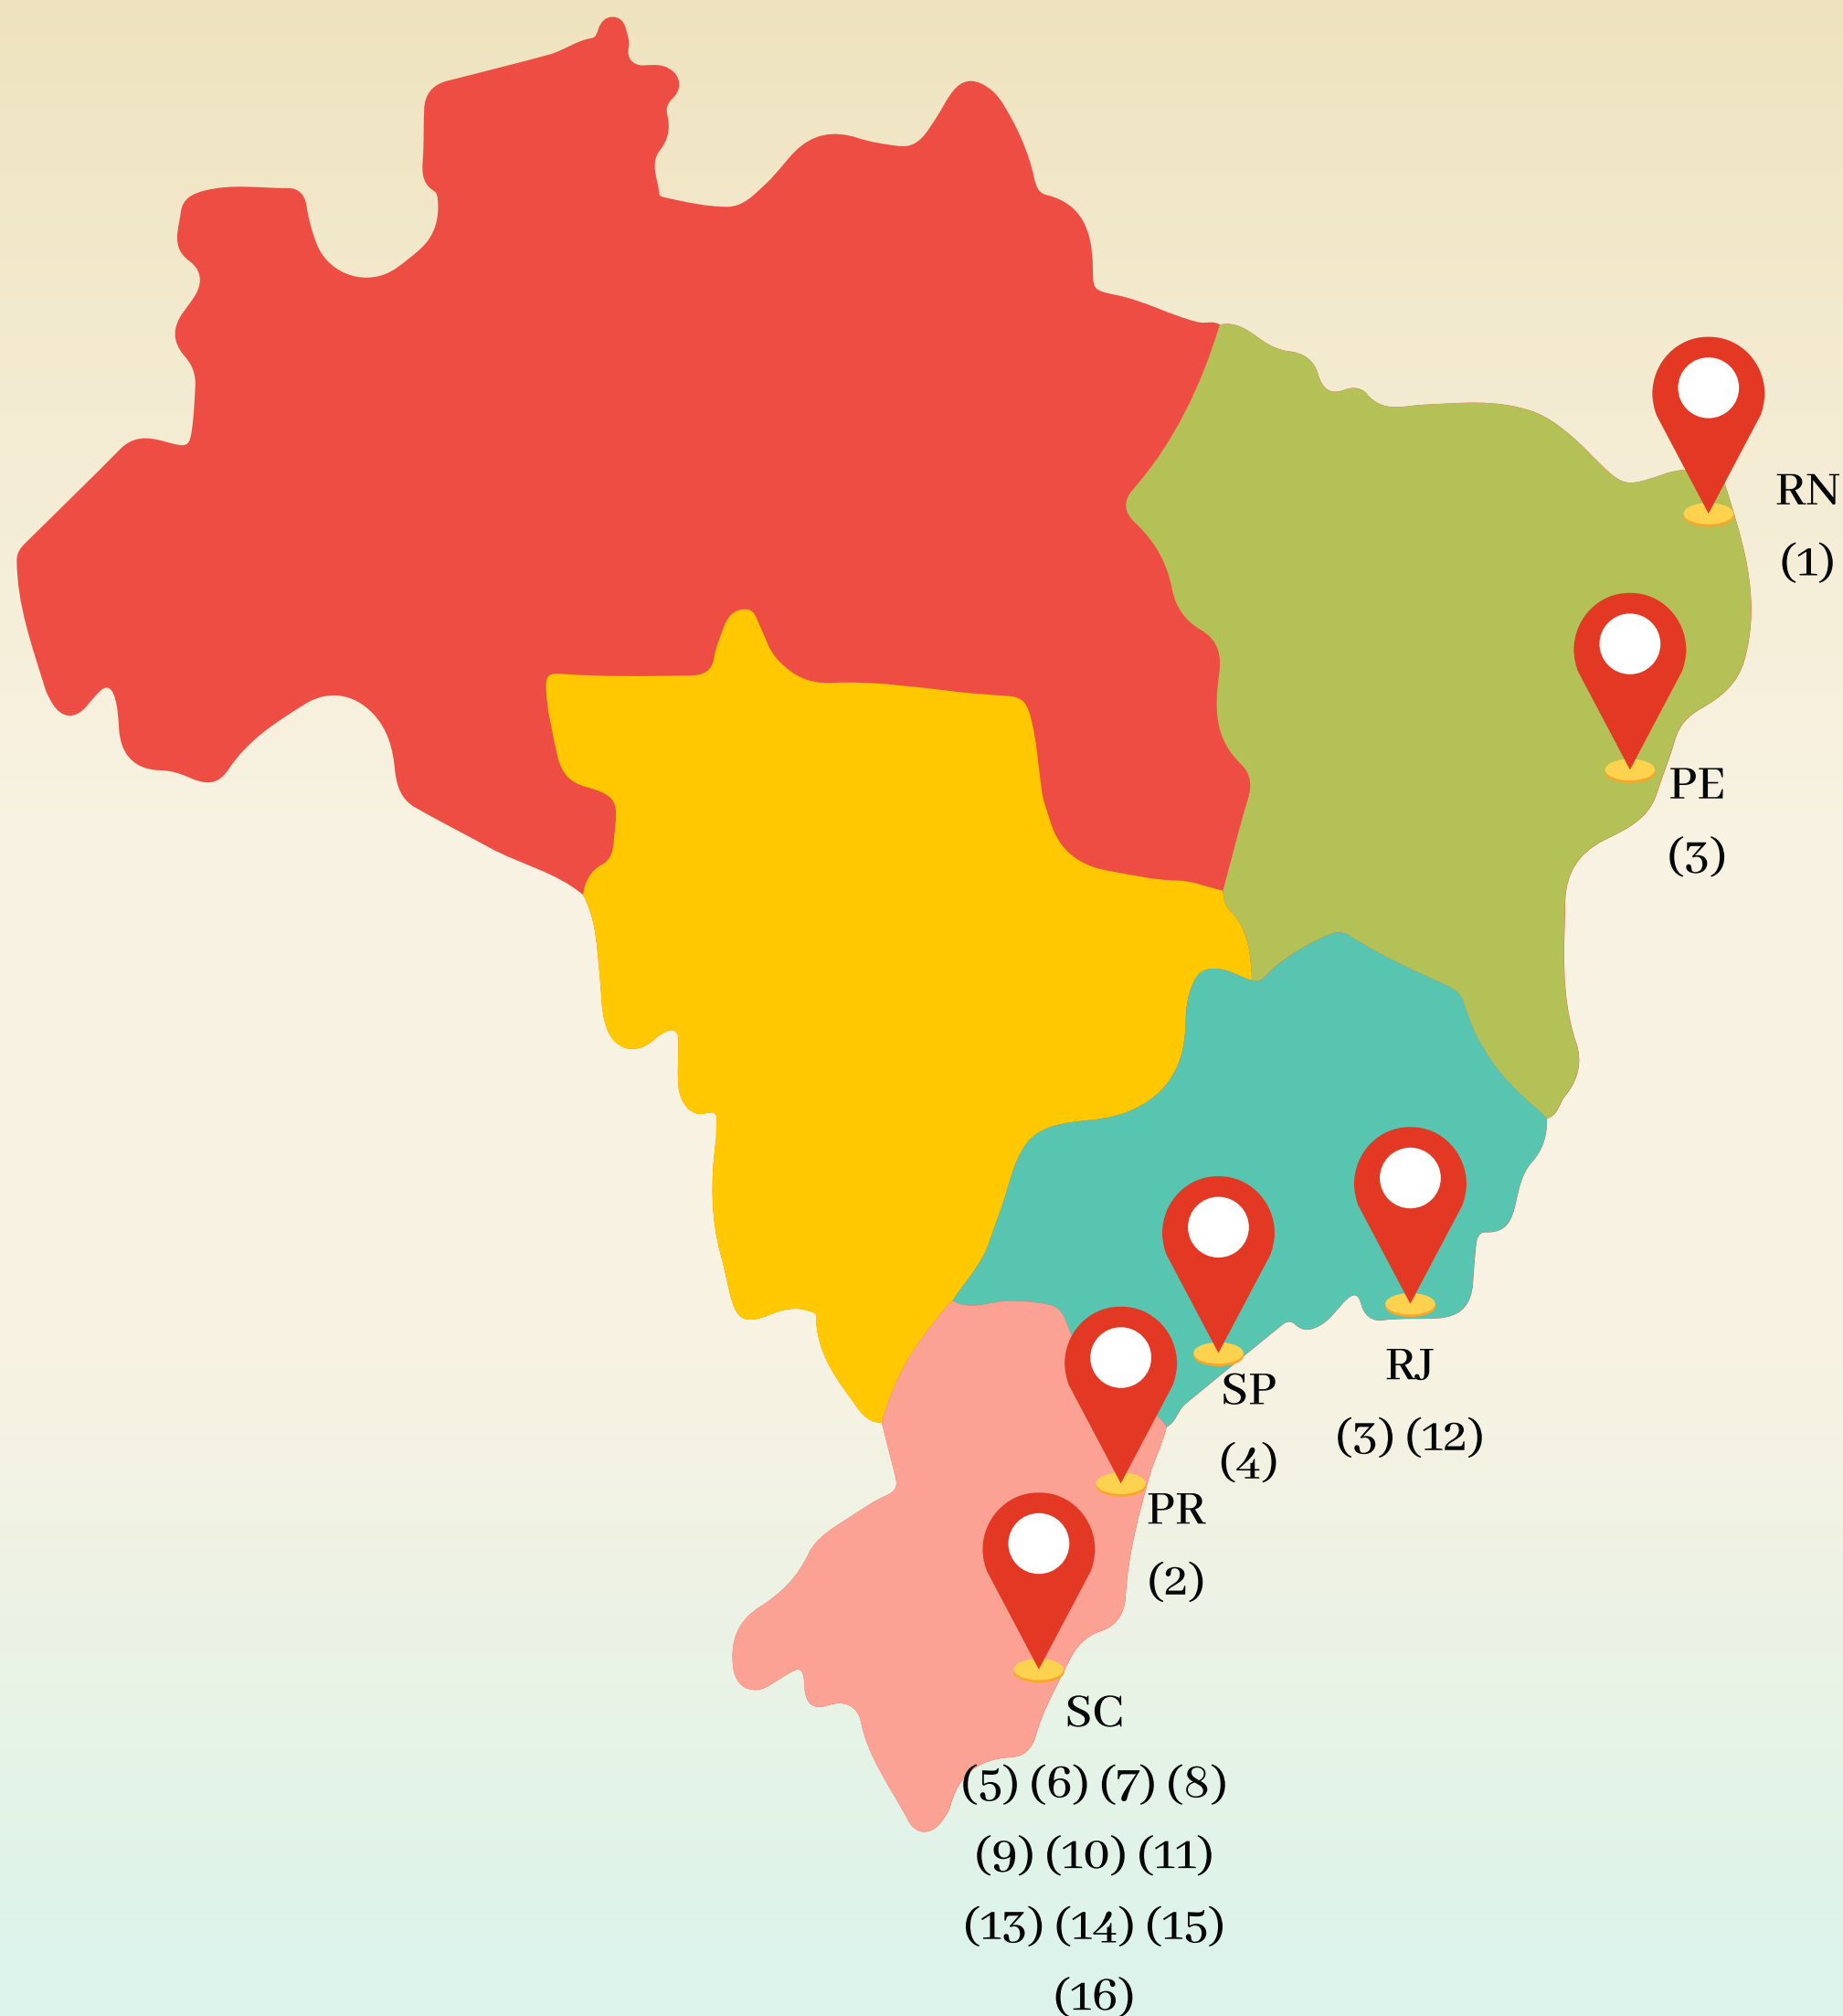 RN
(1)
PE
(3)
RJ
(3) (12)
SP
(4)
PR
(2)
SC
(5) (6) (7) (8)
(9) (10) (11)
(13) (14) (15)
(16)